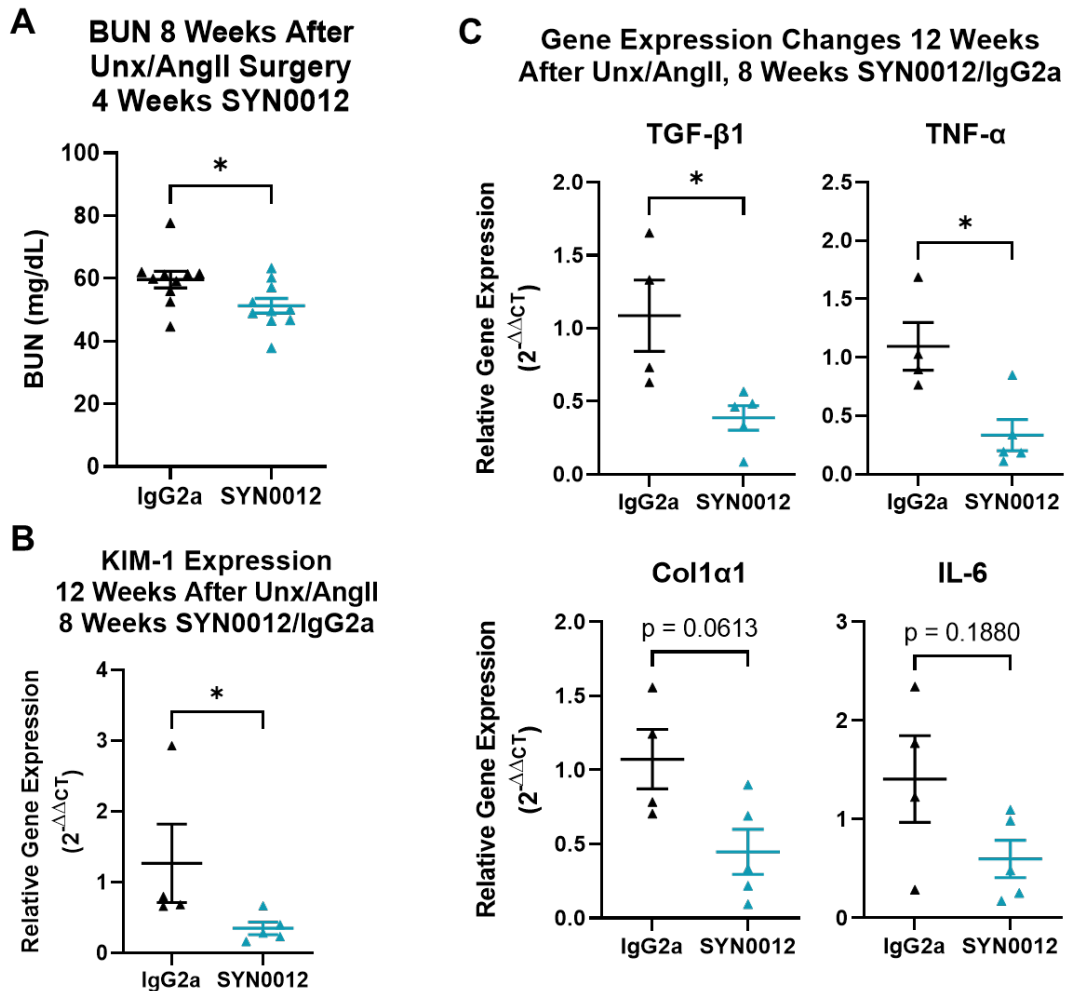 A
BUN 8 Weeks After
Unx/AngII Surgery
4 Weeks SYN0012
BUN (mg/dL)
100
80
60
40
20
0
*
IgG2a
SYN0012
B
KIM-1 Expression
12 Weeks After Unx/AngII
8 Weeks SYN0012/IgG2a
Relative Gene Expression
(2^-ΔΔCT)
4
3
2
1
0
*
IgG2a
SYN0012
C
Gene Expression Changes 12 Weeks
After Unx/AngII, 8 Weeks SYN0012/IgG2a
TGF-β1
Relative Gene Expression
(2^-ΔΔCT)
2.0
1.5
1.0
0.5
0.0
*
IgG2a
SYN0012
TNF-α
2.5
2.0
1.5
1.0
0.5
0.0
*
IgG2a
SYN0012
Col1α1
Relative Gene Expression
(2^-ΔΔCT)
2.0
1.5
1.0
0.5
0.0
p = 0.0613
IgG2a
SYN0012
IL-6
3
2
1
0
p = 0.1880
IgG2a
SYN0012